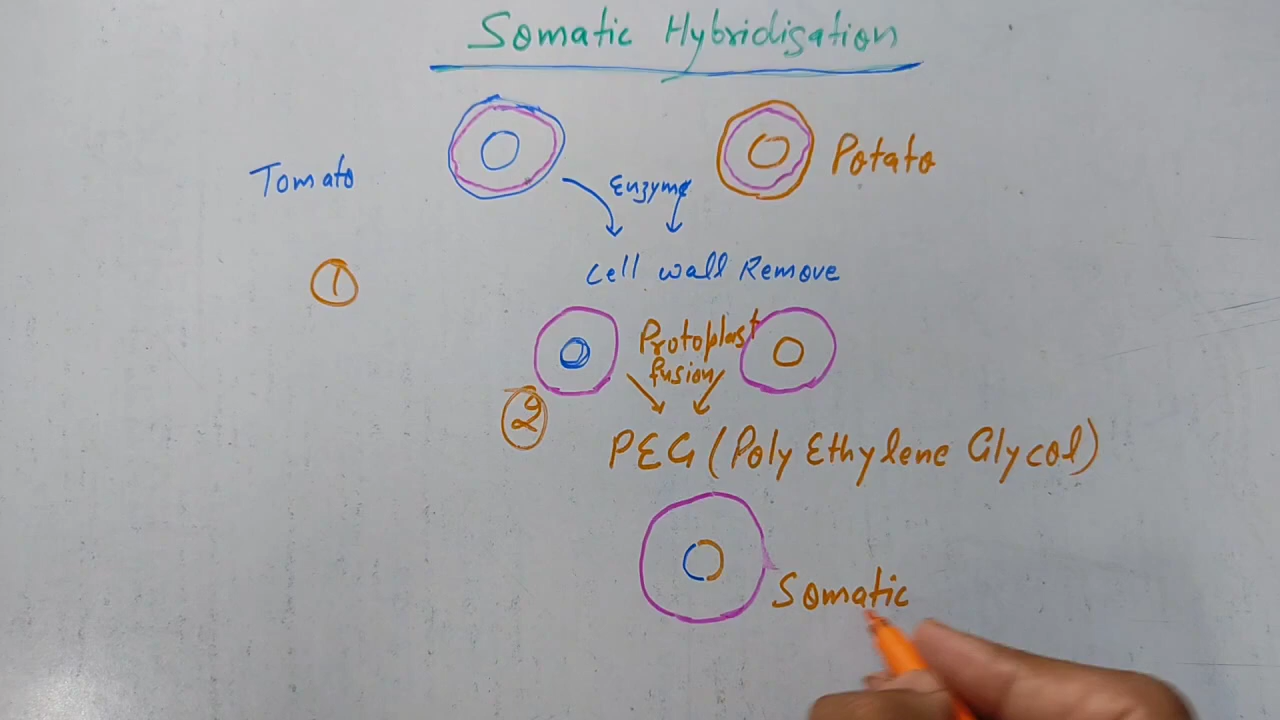 Somatic Hybridisation
Tomato
Potato
Enzyme
Cell wall Remove
1
Protoplast
fusion
2
PEG (Poly Ethylene Glycol)
Somatic